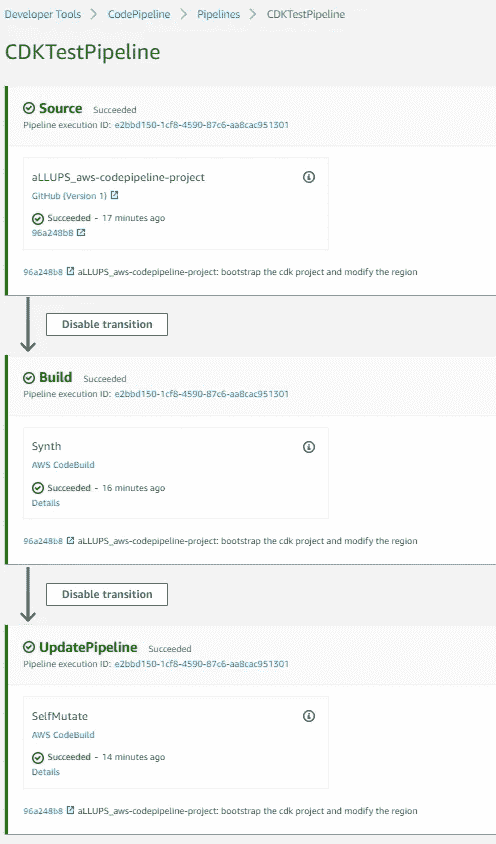 Developer Tools > CodePipeline > Pipelines > CDKTestPipeline
CDKTestPipeline
Source Succeeded
Pipeline execution ID: e2bbd150-1cf8-4590-87c6-aa8cac951301
aLLUPS_aws-codepipeline-project
GitHub (Version 1)
Succeeded - 17 minutes ago
96a248b8
96a248b8 aLLUPS_aws-codepipeline-project: bootstrap the cdk project and modify the region
Disable transition
Build Succeeded
Pipeline execution ID: e2bbd150-1cf8-4590-87c6-aa8cac951301
Synth
AWS CodeBuild
Succeeded - 16 minutes ago
Details
96a248b8 aLLUPS_aws-codepipeline-project: bootstrap the cdk project and modify the region
Disable transition
UpdatePipeline Succeeded
Pipeline execution ID: e2bbd150-1cf8-4590-87c6-aa8cac951301
SelfMutate
AWS CodeBuild
Succeeded - 14 minutes ago
Details
96a248b8 aLLUPS_aws-codepipeline-project: bootstrap the cdk project and modify the region